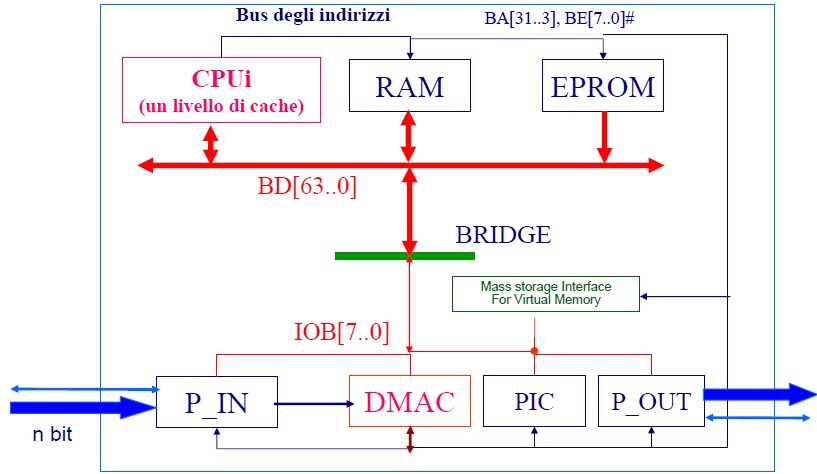 Bus degli indirizzi
BA[31..3], BE[7..0]#
CPUi
(un livello di cache)
RAM
EPROM
BD[63..0]
BRIDGE
Mass storage Interface
For Virtual Memory
IOB[7..0]
P_IN
DMAC
PIC
P_OUT
n bit